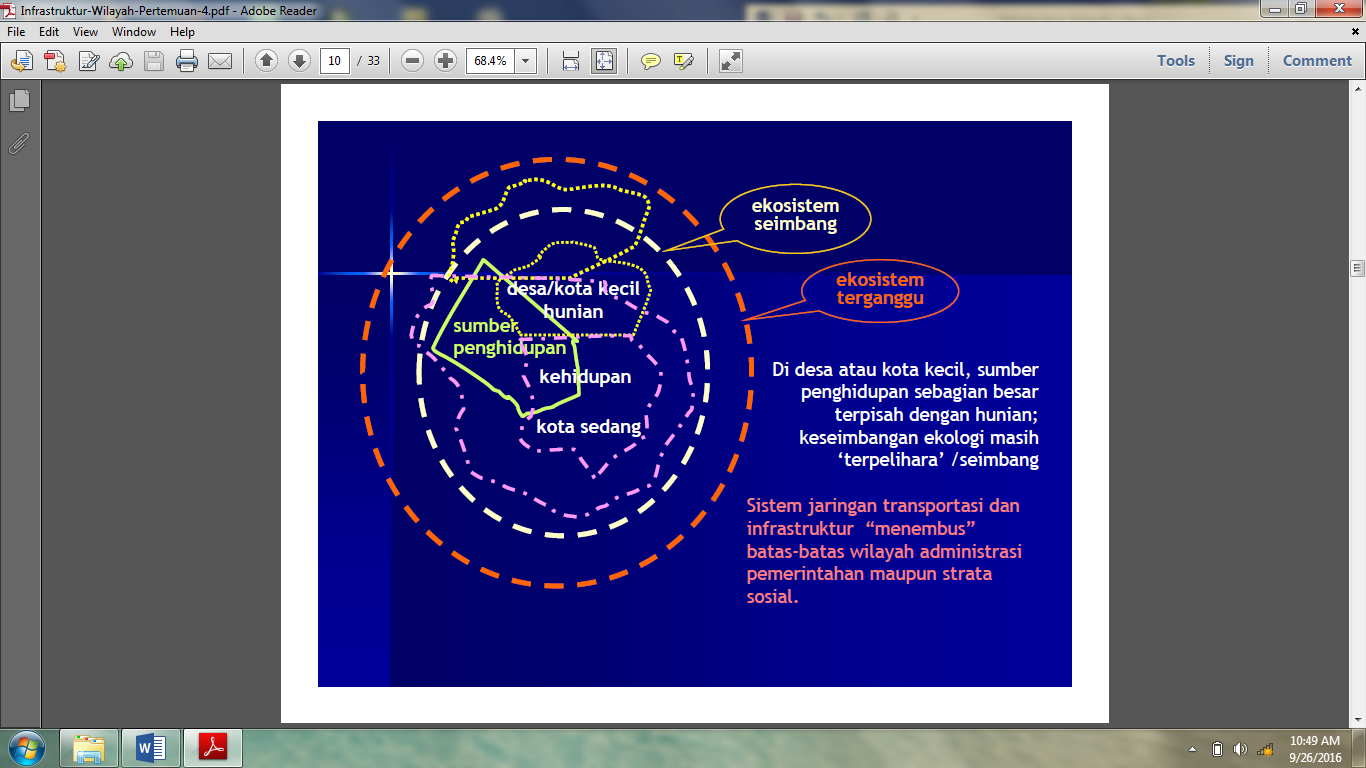 Infrastruktur-Wilayah-Pertemuan-4.pdf - Adobe Reader
File Edit View Window Help
10 / 33 68.4% Tools Sign Comment
ekosistem
seimbang
ekosistem
terganggu
desa/kota kecil
hunian
sumber
penghidupan
kehidupan
kota sedang
Di desa atau kota kecil, sumber
penghidupan sebagian besar
terpisah dengan hunian;
keseimbangan ekologi masih
‘terpelihara’ /seimbang
Sistem jaringan transportasi dan
infrastruktur “menembus”
batas-batas wilayah administrasi
pemerintahan maupun strata
sosial.
10:49 AM
9/26/2016